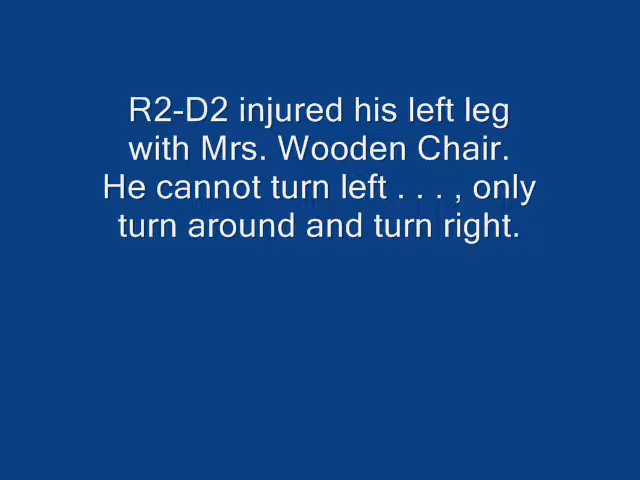 R2-D2 injured his left leg
with Mrs. Wooden Chair.
He cannot turn left . . . , only
turn around and turn right.